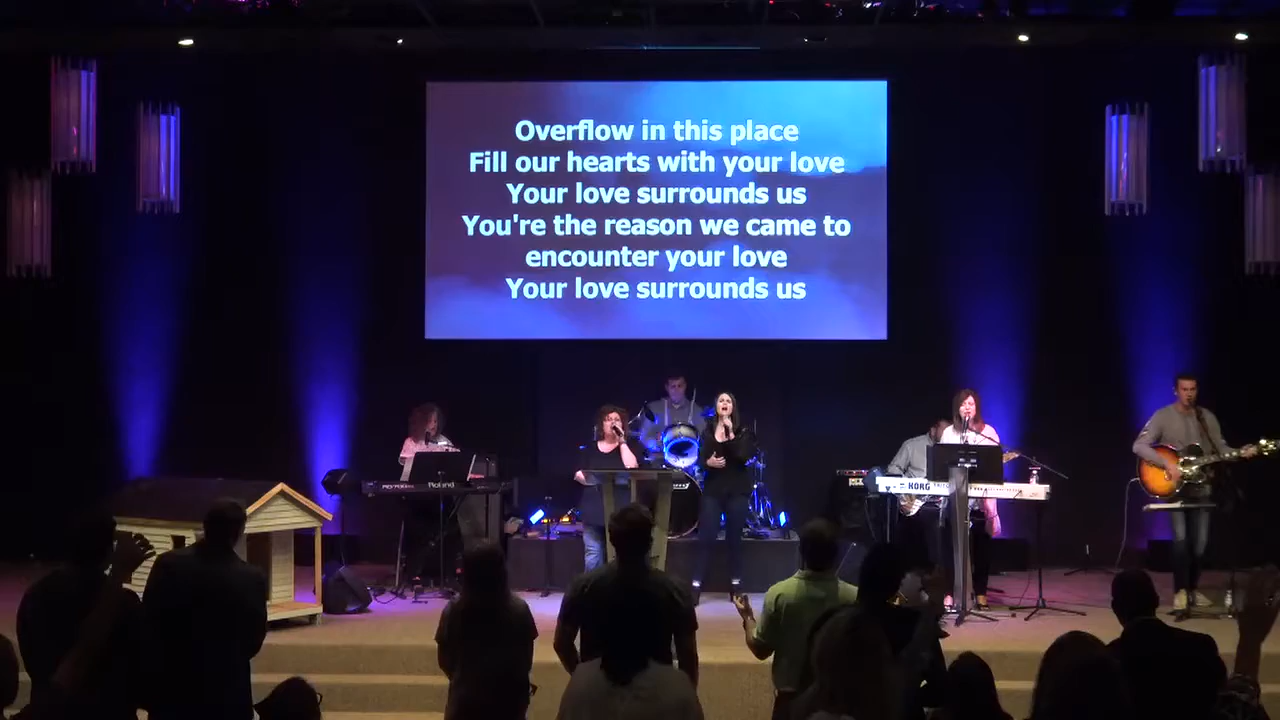 Overflow in this place
Fill our hearts with your love
Your love surrounds us
You're the reason we came to
encounter your love
Your love surrounds us
Roland
KORG